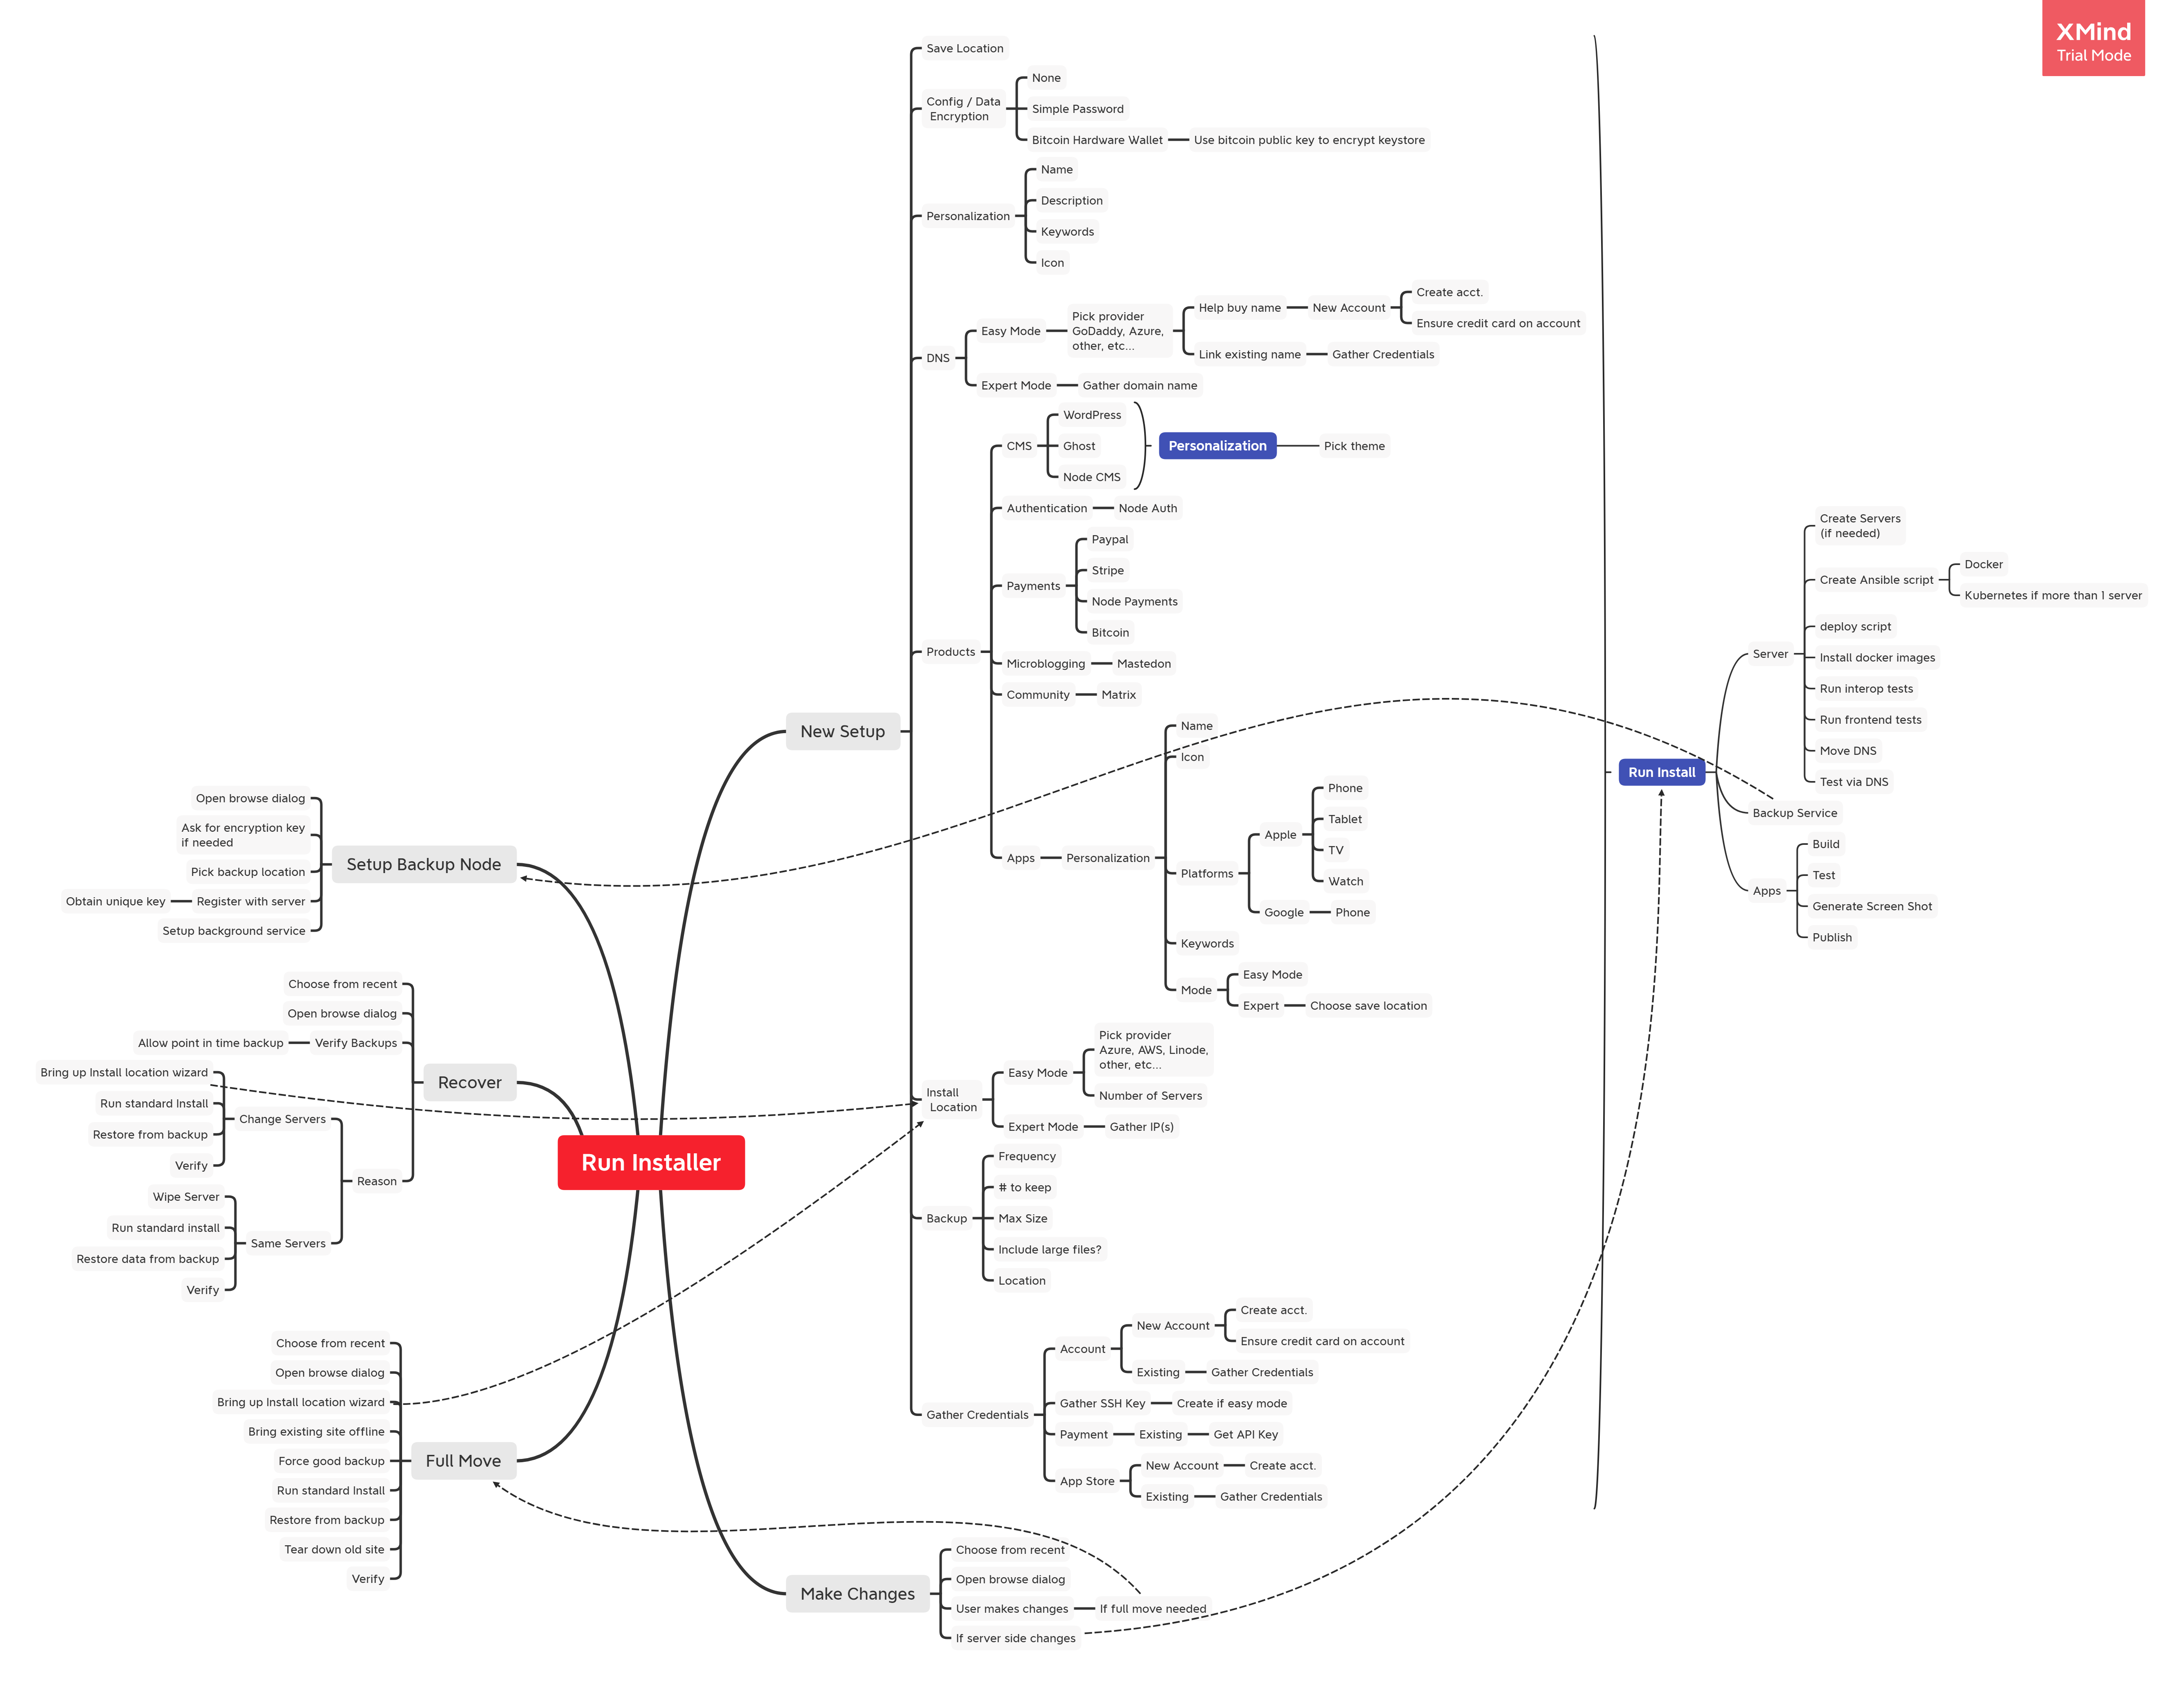 XMind
Trial Mode
Run Installer
New Setup
Save Location
Config / Data
Encryption
None
Simple Password
Bitcoin Hardware Wallet
Use bitcoin public key to encrypt keystore
Personalization
Name
Description
Keywords
Icon
DNS
Easy Mode
Pick provider
GoDaddy, Azure,
other, etc...
Help buy name
New Account
Create acct.
Ensure credit card on account
Link existing name
Gather Credentials
Expert Mode
Gather domain name
Products
CMS
WordPress
Ghost
Node CMS
Personalization
Pick theme
Authentication
Node Auth
Payments
Paypal
Stripe
Node Payments
Bitcoin
Microblogging
Mastedon
Community
Matrix
Apps
Personalization
Name
Icon
Platforms
Apple
Phone
Tablet
TV
Watch
Google
Phone
Keywords
Mode
Easy Mode
Expert
Choose save location
Install
Location
Easy Mode
Pick provider
Azure, AWS, Linode,
other, etc...
Number of Servers
Expert Mode
Gather IP(s)
Backup
Frequency
# to keep
Max Size
Include large files?
Location
Gather Credentials
Account
New Account
Create acct.
Ensure credit card on account
Existing
Gather Credentials
Gather SSH Key
Create if easy mode
Payment
Existing
Get API Key
App Store
New Account
Create acct.
Existing
Gather Credentials
Run Install
Server
Create Servers
(if needed)
Create Ansible script
Docker
Kubernetes if more than 1 server
deploy script
Install docker images
Run interop tests
Run frontend tests
Move DNS
Test via DNS
Backup Service
Apps
Build
Test
Generate Screen Shot
Publish
Make Changes
Choose from recent
Open browse dialog
User makes changes
If full move needed
If server side changes
Setup Backup Node
Open browse dialog
Ask for encryption key
if needed
Pick backup location
Register with server
Obtain unique key
Setup background service
Recover
Choose from recent
Open browse dialog
Verify Backups
Allow point in time backup
Reason
Change Servers
Bring up Install location wizard
Run standard Install
Restore from backup
Verify
Same Servers
Wipe Server
Run standard install
Restore data from backup
Verify
Full Move
Choose from recent
Open browse dialog
Bring up Install location wizard
Bring existing site offline
Force good backup
Run standard Install
Restore from backup
Tear down old site
Verify